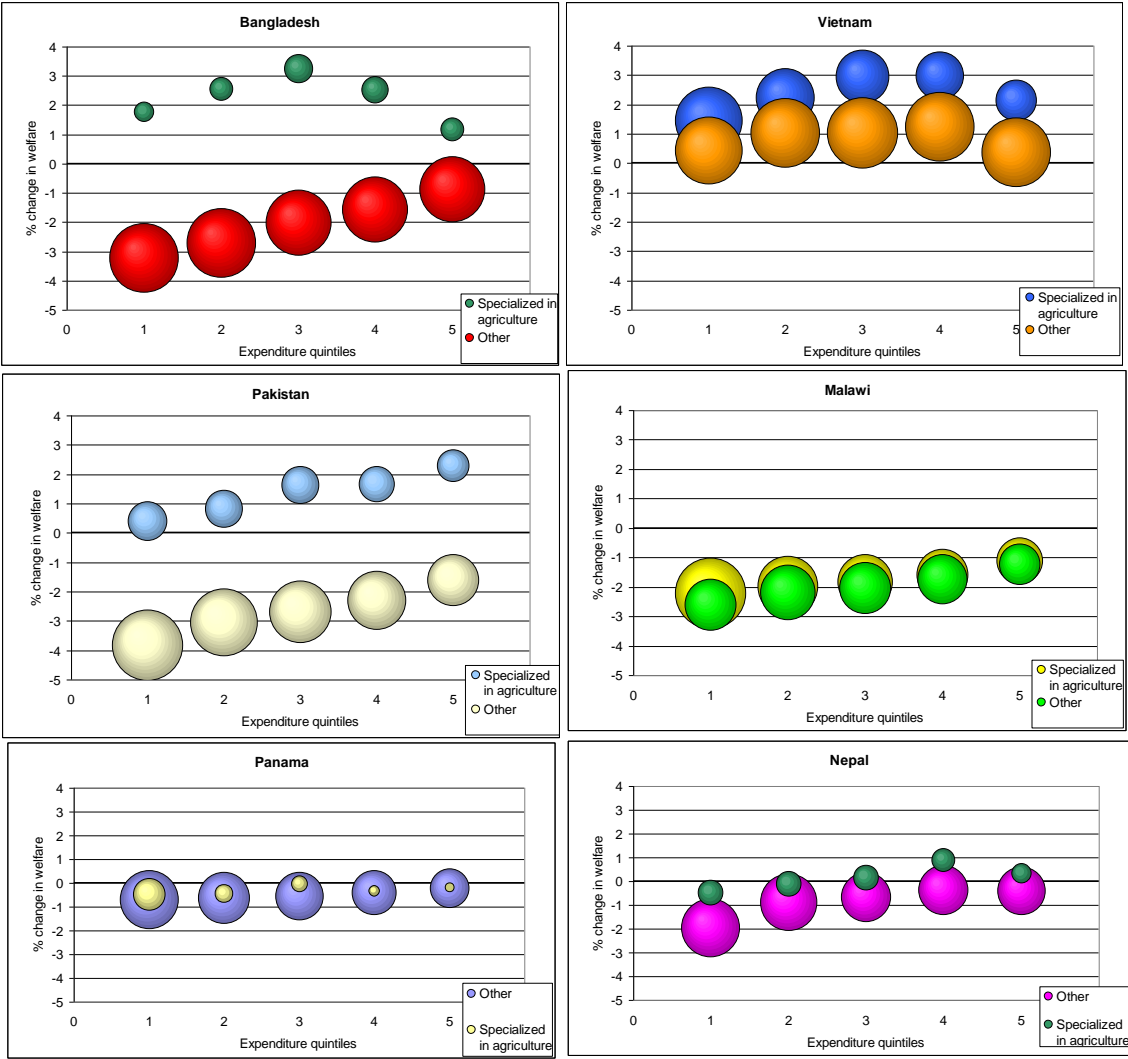 Bangladesh
4
3
2
1
0
-1
-2
-3
-4
-5
% change in welfare
0 1 2 3 4 5
Expenditure quintiles
Specialized in
agriculture
Other
Vietnam
4
3
2
1
0
-1
-2
-3
-4
-5
% change in welfare
0 1 2 3 4 5
Expenditure quintiles
Specialized in
agriculture
Other
Pakistan
4
3
2
1
0
-1
-2
-3
-4
-5
% change in welfare
0 1 2 3 4 5
Expenditure quintiles
Specialized
in agriculture
Other
Malawi
4
3
2
1
0
-1
-2
-3
-4
-5
% change in welfare
0 1 2 3 4 5
Expenditure quintiles
Specialized
in agriculture
Other
Panama
4
3
2
1
0
-1
-2
-3
-4
-5
% change in welfare
0 1 2 3 4 5
Expenditure quintiles
Other
Specialized
in agriculture
Nepal
4
3
2
1
0
-1
-2
-3
-4
-5
% change in welfare
0 1 2 3 4 5
Expenditure quintiles
Other
Specialized
in agriculture